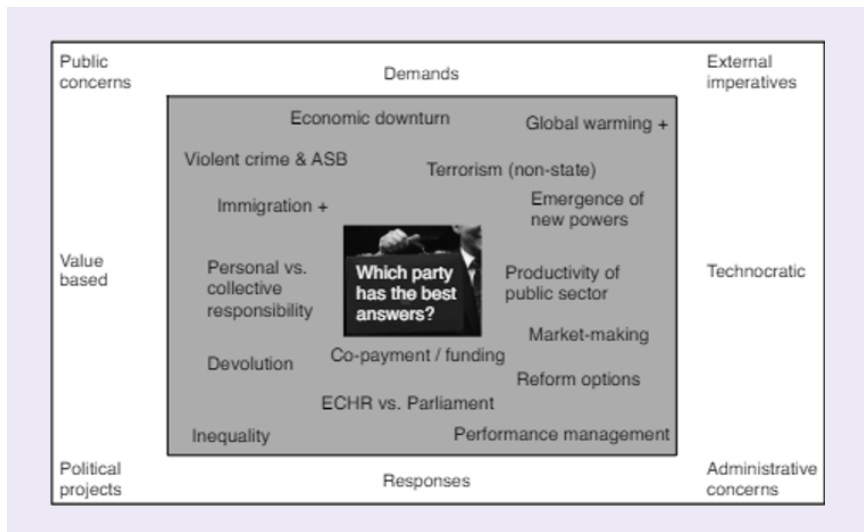 Public
concerns
Demands
External
imperatives
Economic downturn
Global warming +
Violent crime & ASB
Terrorism (non-state)
Immigration +
Emergence of
new powers
Value
based
Personal vs.
collective
responsibility
Which party
has the best
answers?
Productivity of
public sector
Technocratic
Market-making
Devolution
Co-payment / funding
Reform options
ECHR vs. Parliament
Inequality
Performance management
Political
projects
Responses
Administrative
concerns